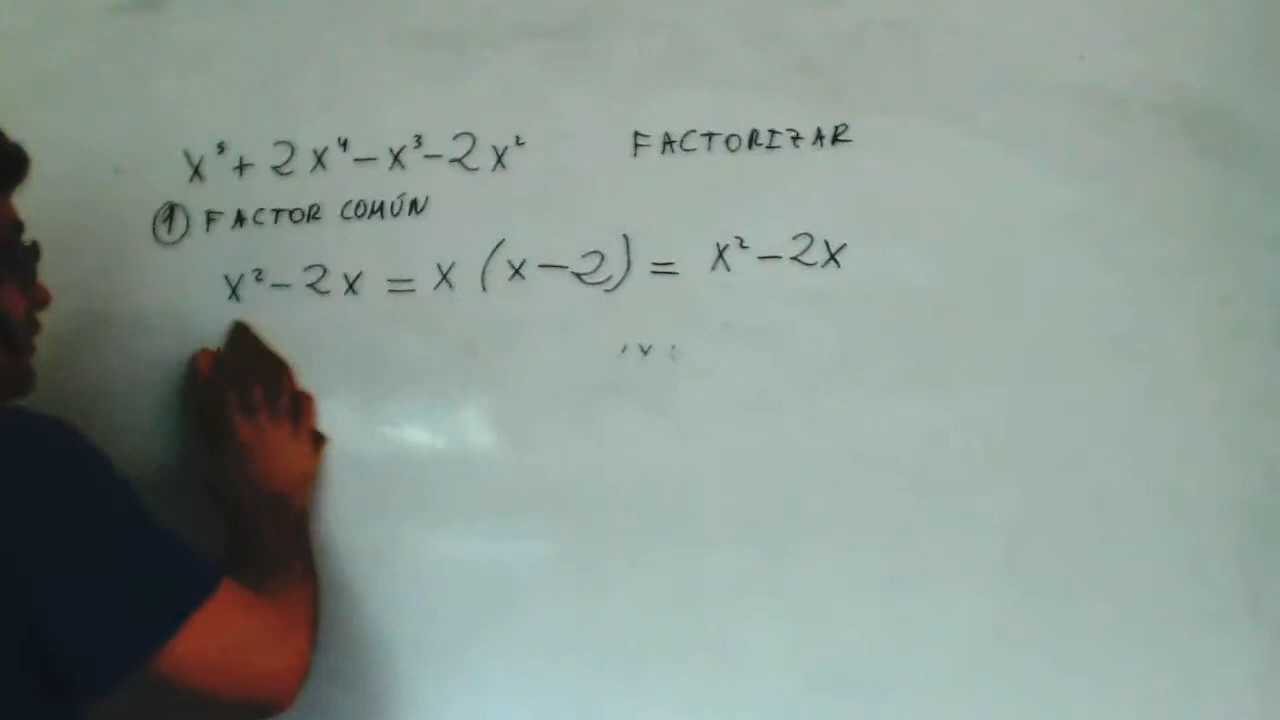 x⁵ + 2x⁴ - x³ - 2x² FACTORIZAR
① FACTOR COMÚN
x² - 2x = x (x - 2) = x² - 2x